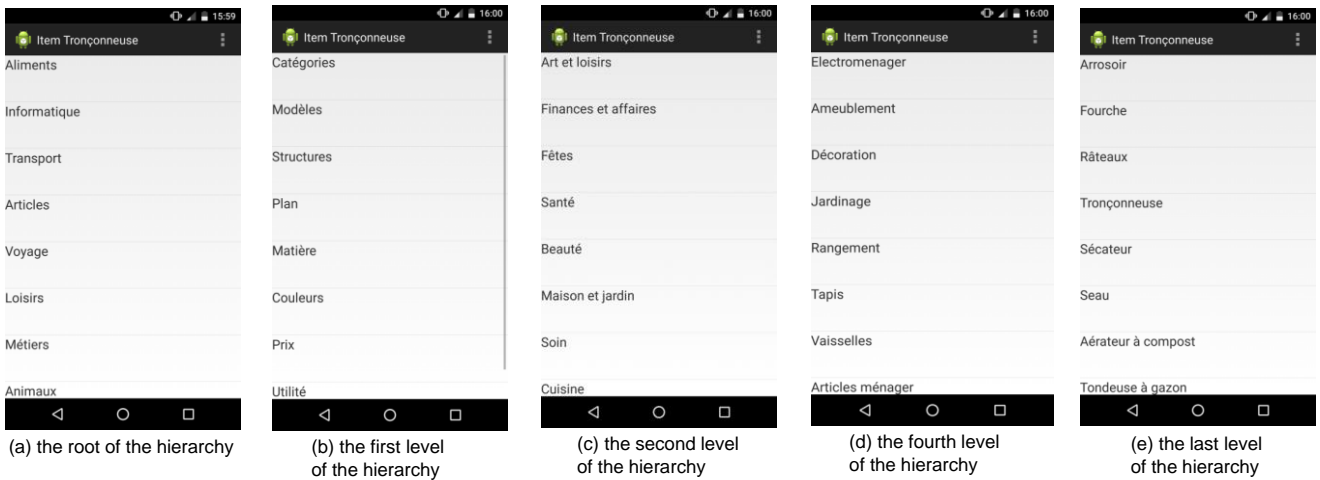 15:59
Item Tronçonneuse
Aliments
Informatique
Transport
Articles
Voyage
Loisirs
Métiers
Animaux
(a) the root of the hierarchy
16:00
Item Tronçonneuse
Catégories
Modèles
Structures
Plan
Matière
Couleurs
Prix
Utilité
(b) the first level
of the hierarchy
16:00
Item Tronçonneuse
Art et loisirs
Finances et affaires
Fêtes
Santé
Beauté
Maison et jardin
Soin
Cuisine
(c) the second level
of the hierarchy
16:00
Item Tronçonneuse
Electromenager
Ameublement
Décoration
Jardinage
Rangement
Tapis
Vaisselles
Articles ménager
(d) the fourth level
of the hierarchy
16:00
Item Tronçonneuse
Arrosoir
Fourche
Râteaux
Tronçonneuse
Sécateur
Seau
Aérateur à compost
Tondeuse à gazon
(e) the last level
of the hierarchy